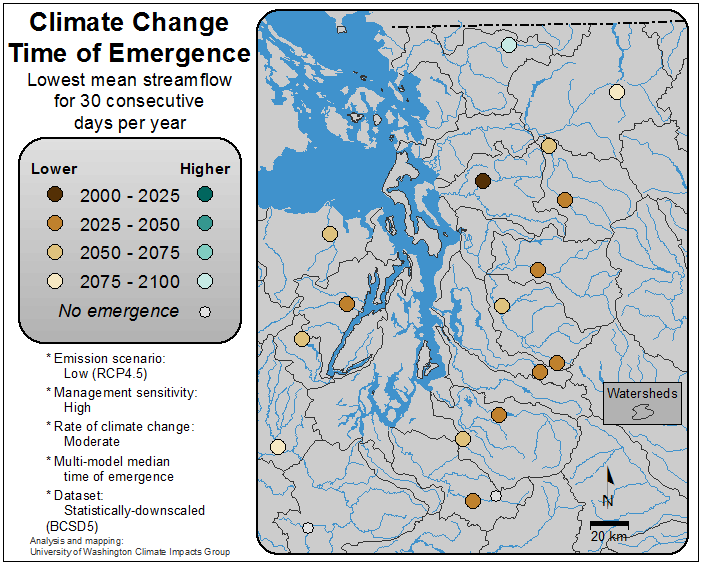 Climate Change
Time of Emergence
Lowest mean streamflow
for 30 consecutive
days per year
Lower Higher
2000 - 2025
2025 - 2050
2050 - 2075
2075 - 2100
No emergence
* Emission scenario:
Low (RCP4.5)
* Management sensitivity:
High
* Rate of climate change:
Moderate
* Multi-model median
time of emergence
* Dataset:
Statistically-downscaled
(BCSD5)
Analysis and mapping:
University of Washington Climate Impacts Group
Watersheds
N
20 km